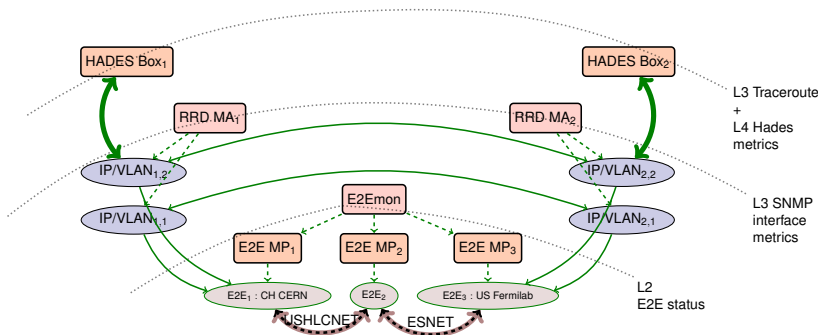 HADES Box1
HADES Box2
L3 Traceroute
+
L4 Hades
metrics
RRD MA1
RRD MA2
IP/VLAN1,2
IP/VLAN2,2
E2Emon
L3 SNMP
interface
metrics
IP/VLAN1,1
IP/VLAN2,1
E2E MP1
E2E MP2
E2E MP3
L2
E2E status
E2E1 : CH CERN
E2E2
E2E3 : US Fermilab
USHLCNET
ESNET